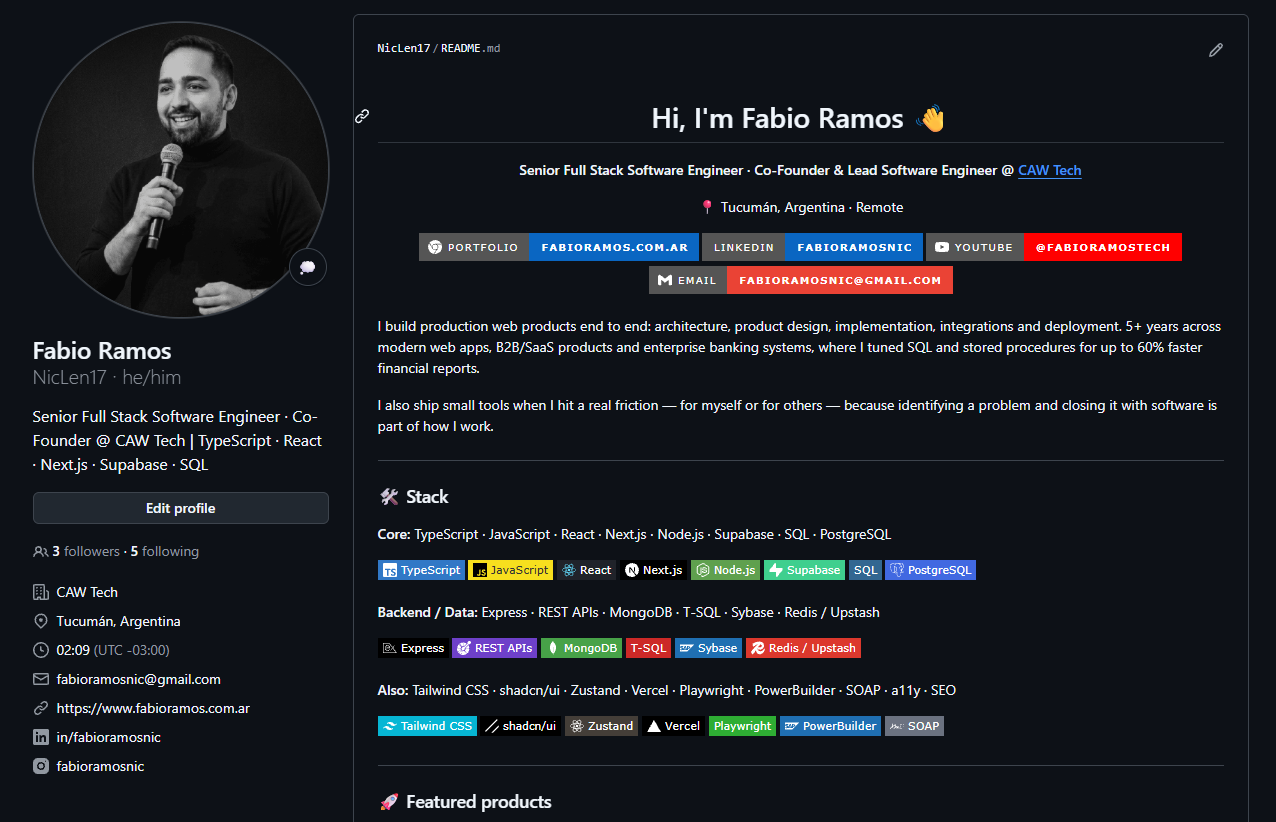 Fabio Ramos
NicLen17 · he/him
Senior Full Stack Software Engineer · Co-
Founder @ CAW Tech | TypeScript · React
· Next.js · Supabase · SQL
Edit profile
3 followers · 5 following
CAW Tech
Tucumán, Argentina
02:09 (UTC -03:00)
fabioramosnic@gmail.com
https://www.fabioramos.com.ar
in/fabioramosnic
fabioramosnic
NicLen17/README.md
Hi, I'm Fabio Ramos 👋
Senior Full Stack Software Engineer · Co-Founder & Lead Software Engineer @ CAW Tech
📍 Tucumán, Argentina · Remote
PORTFOLIO FABIORAMOS.COM.AR LINKEDIN FABIORAMOSNIC YOUTUBE @FABIORAMOSTECH
EMAIL FABIORAMOSNIC@GMAIL.COM
I build production web products end to end: architecture, product design, implementation, integrations and deployment. 5+ years across
modern web apps, B2B/SaaS products and enterprise banking systems, where I tuned SQL and stored procedures for up to 60% faster
financial reports.
I also ship small tools when I hit a real friction — for myself or for others — because identifying a problem and closing it with software is
part of how I work.
🛠️ Stack
Core: TypeScript · JavaScript · React · Next.js · Node.js · Supabase · SQL · PostgreSQL
TypeScript JavaScript React Next.js Node.js Supabase SQL PostgreSQL
Backend / Data: Express · REST APIs · MongoDB · T-SQL · Sybase · Redis / Upstash
Express REST APIs MongoDB T-SQL Sybase Redis / Upstash
Also: Tailwind CSS · shadcn/ui · Zustand · Vercel · Playwright · PowerBuilder · SOAP · a11y · SEO
Tailwind CSS shadcn/ui Zustand Vercel Playwright PowerBuilder SOAP
🚀 Featured products